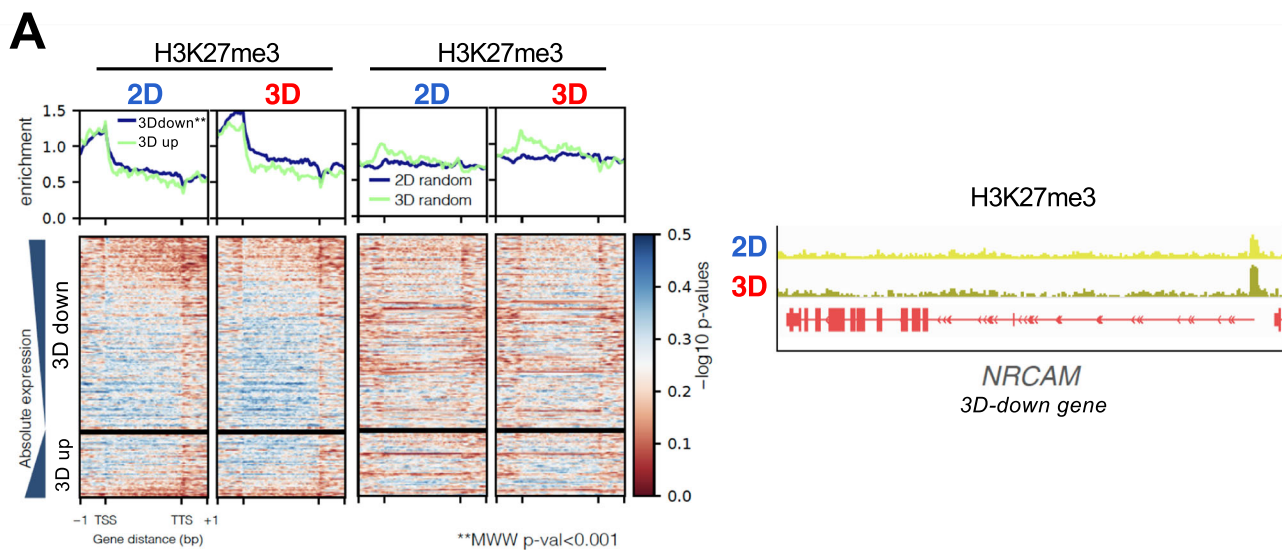 A
H3K27me3
H3K27me3
2D
3D
2D
3D
enrichment
1.5
1.0
0.5
0.0
3Ddown**
3D up
2D random
3D random
Absolute expression
3D down
3D up
0.5
0.4
0.3
0.2
0.1
0.0
−log10 p-values
−1 TSS TTS +1
Gene distance (bp)
**MWW p-val<0.001
H3K27me3
2D
3D
NRCAM
3D-down gene